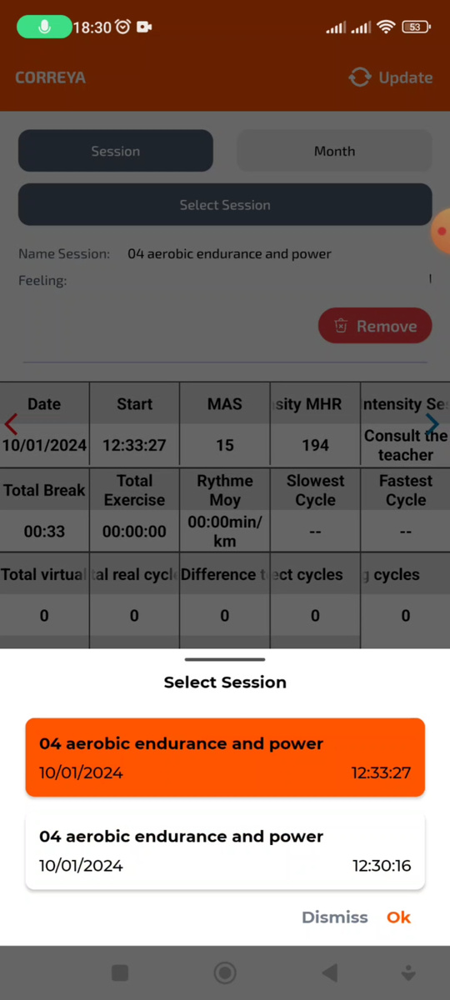 18:30
53
CORREYA
Update
Session
Month
Select Session
Name Session: 04 aerobic endurance and power
Feeling:
Remove
Date Start MAS sity MHR ntensity Se
10/01/2024 12:33:27 15 194 Consult the teacher
Total Break Total Exercise Rythme Moy Slowest Cycle Fastest Cycle
00:33 00:00:00 00:00min/km -- --
Total virtual tal real cycl Difference t ect cycles g cycles
0 0 0 0 0
Select Session
04 aerobic endurance and power
10/01/2024 12:33:27
04 aerobic endurance and power
10/01/2024 12:30:16
Dismiss Ok